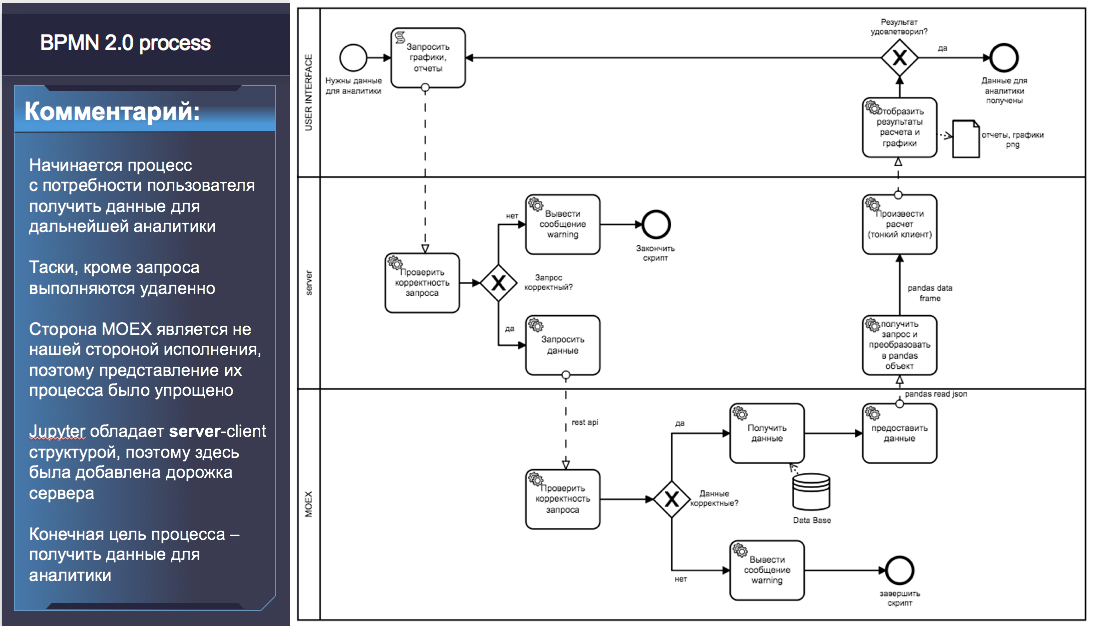 BPMN 2.0 process
Комментарий:
Начинается процесс
с потребности пользователя
получить данные для
дальнейшей аналитики
Таски, кроме запроса
выполняются удаленно
Сторона MOEX является не
нашей стороной исполнения,
поэтому представление их
процесса было упрощено
Jupyter обладает server-client
структурой, поэтому здесь
была добавлена дорожка
сервера
Конечная цель процесса –
получить данные для
аналитики
USER INTERFACE
Нужны данные
для аналитики
Запросить
графики,
отчеты
Результат
удовлетворил?
да
Данные для
аналитики
получены
Отобразить
результаты
расчета и
графики
отчеты, графики
png
server
Проверить
корректность
запроса
нет
Вывести
сообщение
warning
Закончить
скрипт
Запрос
корректный?
да
Запросить
данные
Произвести
расчет
(тонкий клиент)
pandas data
frame
получить
запрос и
преобразовать
в pandas
объект
MOEX
rest api
pandas read json
Проверить
корректность
запроса
да
Получить
данные
предоставить
данные
Данные
корректные?
Data Base
нет
Вывести
сообщение
warning
завершить
скрипт